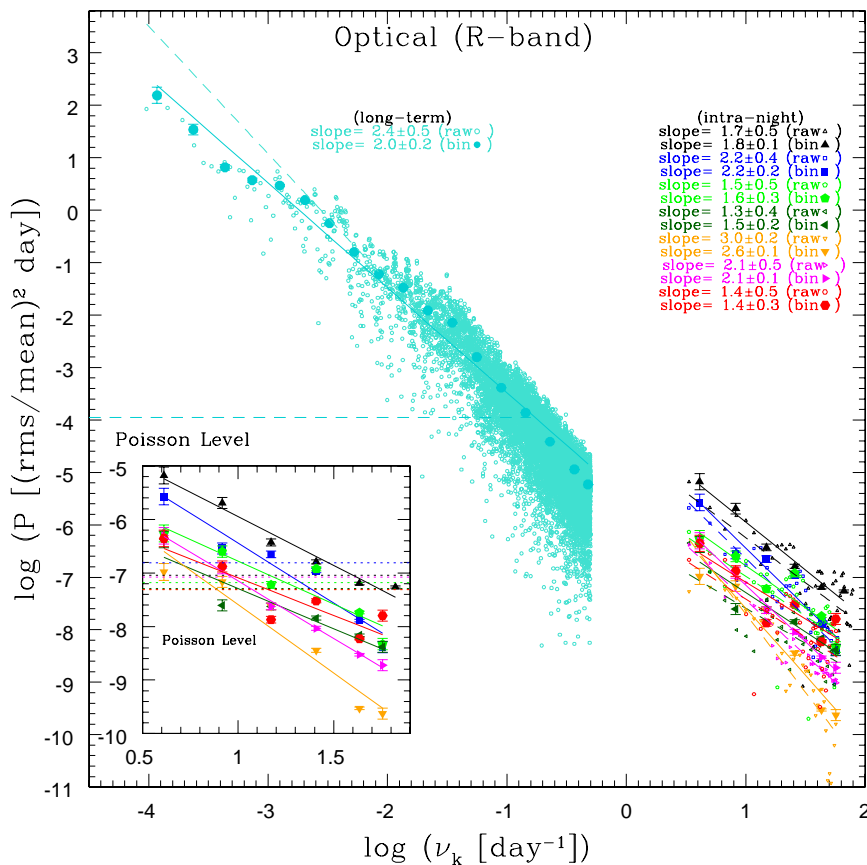 Optical (R-band)
(long-term)
slope= 2.4±0.5 (raw○ )
slope= 2.0±0.2 (bin● )
(intra-night)
slope= 1.7±0.5 (raw▵ )
slope= 1.8±0.1 (bin▲ )
slope= 2.2±0.4 (raw▫ )
slope= 2.2±0.2 (bin■ )
slope= 1.5±0.5 (raw○ )
slope= 1.6±0.3 (bin⬟ )
slope= 1.3±0.4 (raw◃ )
slope= 1.5±0.2 (bin◀ )
slope= 3.0±0.2 (raw▿ )
slope= 2.6±0.1 (bin▼ )
slope= 2.1±0.5 (raw▹ )
slope= 2.1±0.1 (bin▶ )
slope= 1.4±0.5 (raw○ )
slope= 1.4±0.3 (bin⬢ )
3
2
1
0
-1
-2
-3
-4
-5
-6
-7
-8
-9
-10
-11
log (P [(rms/mean)² day])
Poisson Level
-5
-6
-7
-8
-9
-10
Poisson Level
0.5 1 1.5
-4 -3 -2 -1 0 1 2
log (ν_k [day⁻¹])